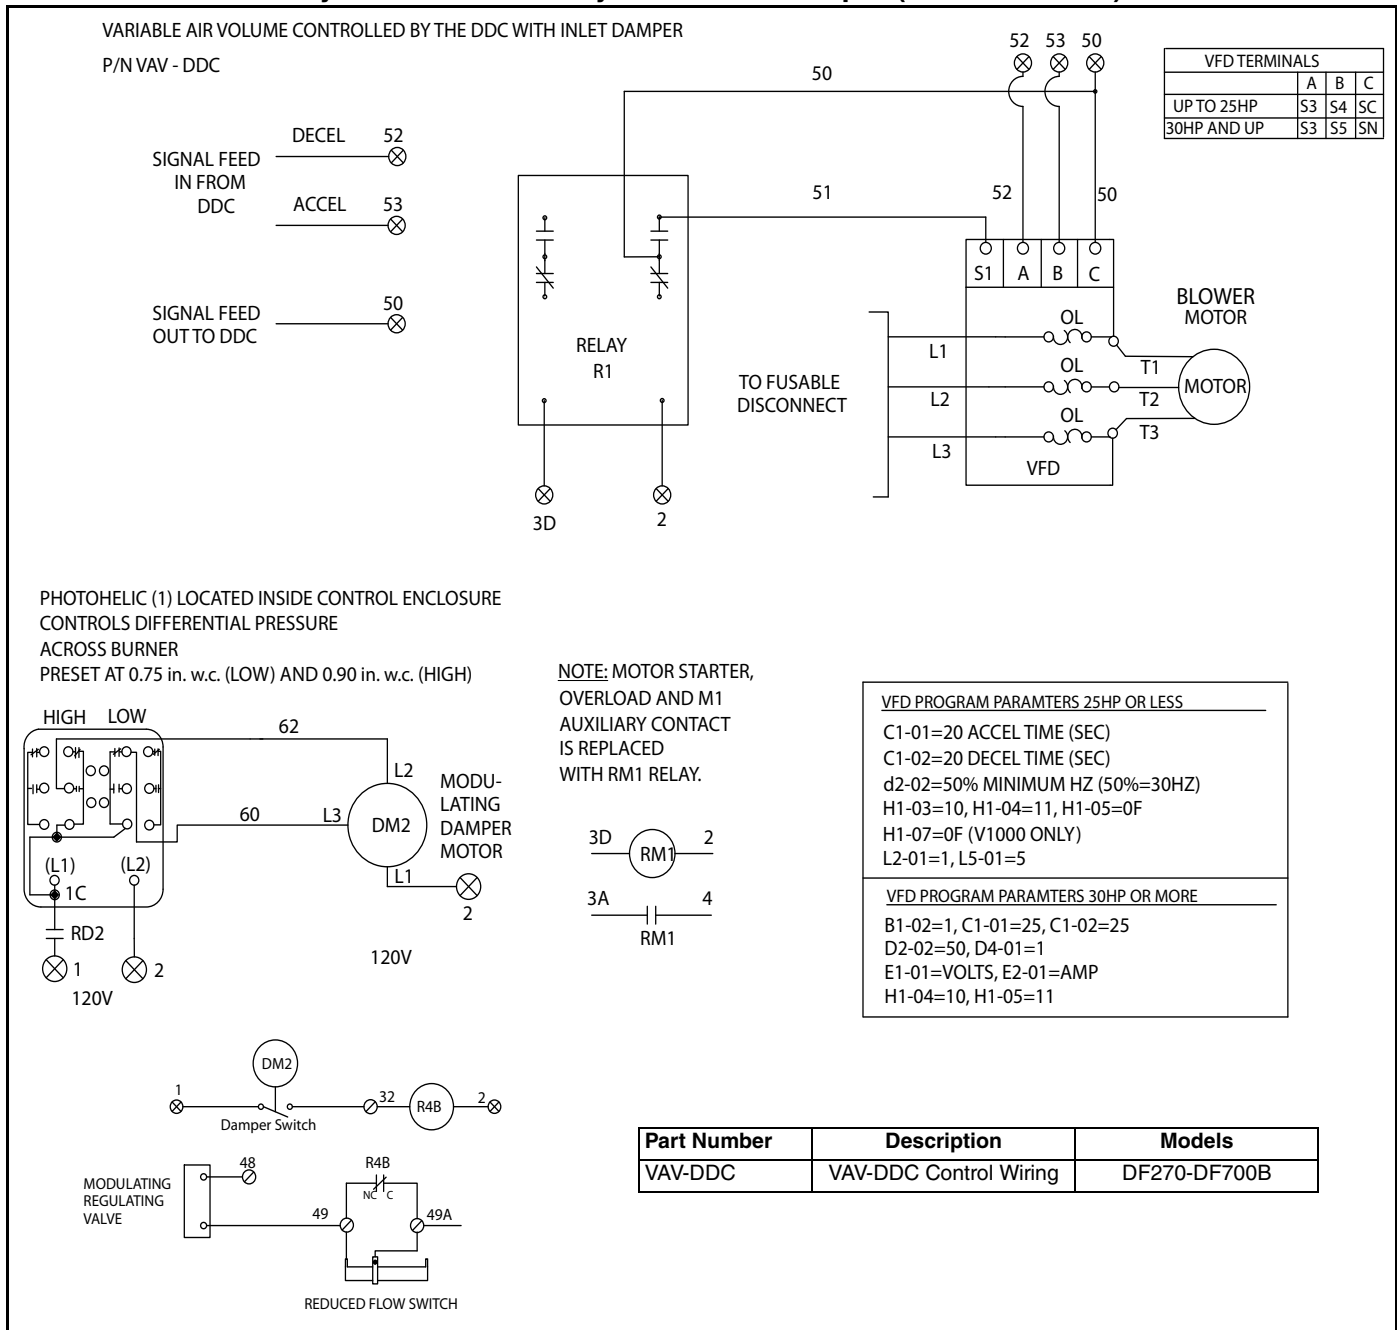 VARIABLE AIR VOLUME CONTROLLED BY THE DDC WITH INLET DAMPER
P/N VAV - DDC
DECEL 52
SIGNAL FEED
IN FROM
DDC
ACCEL 53
SIGNAL FEED
OUT TO DDC
50
50
51
52 53 50
52
50
VFD TERMINALS
A B C
UP TO 25HP S3 S4 SC
30HP AND UP S3 S5 SN
RELAY
R1
3D
2
S1 A B C
TO FUSABLE
DISCONNECT
L1
L2
L3
OL
OL
OL
VFD
T1
T2
T3
BLOWER
MOTOR
MOTOR
PHOTOHELIC (1) LOCATED INSIDE CONTROL ENCLOSURE
CONTROLS DIFFERENTIAL PRESSURE
ACROSS BURNER
PRESET AT 0.75 in. w.c. (LOW) AND 0.90 in. w.c. (HIGH)
HIGH LOW
62
60
L2
L3
DM2
L1
2
MODU-
LATING
DAMPER
MOTOR
(L1) (L2)
1C
RD2
1 2
120V
120V
NOTE: MOTOR STARTER,
OVERLOAD AND M1
AUXILIARY CONTACT
IS REPLACED
WITH RM1 RELAY.
3D RM1 2
3A 4
RM1
VFD PROGRAM PARAMTERS 25HP OR LESS
C1-01=20 ACCEL TIME (SEC)
C1-02=20 DECEL TIME (SEC)
d2-02=50% MINIMUM HZ (50%=30HZ)
H1-03=10, H1-04=11, H1-05=0F
H1-07=0F (V1000 ONLY)
L2-01=1, L5-01=5
VFD PROGRAM PARAMTERS 30HP OR MORE
B1-02=1, C1-01=25, C1-02=25
D2-02=50, D4-01=1
E1-01=VOLTS, E2-01=AMP
H1-04=10, H1-05=11
DM2
1 32 R4B 2
Damper Switch
MODULATING
REGULATING
VALVE
48
R4B
NC C
49 49A
REDUCED FLOW SWITCH
Part Number Description Models
VAV-DDC VAV-DDC Control Wiring DF270-DF700B